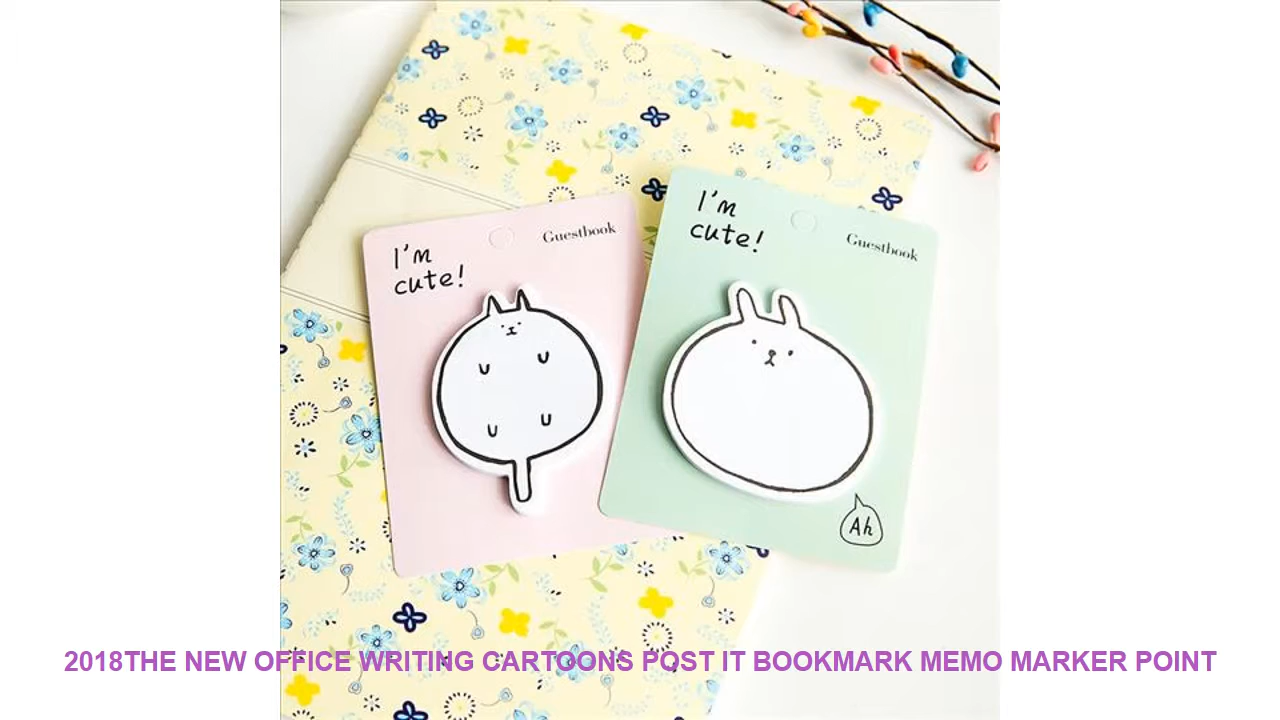 I'm
cute!
Guestbook
I'm
cute!
Guestbook
Ah
2018THE NEW OFFICE WRITING CARTOONS POST IT BOOKMARK MEMO MARKER POINT